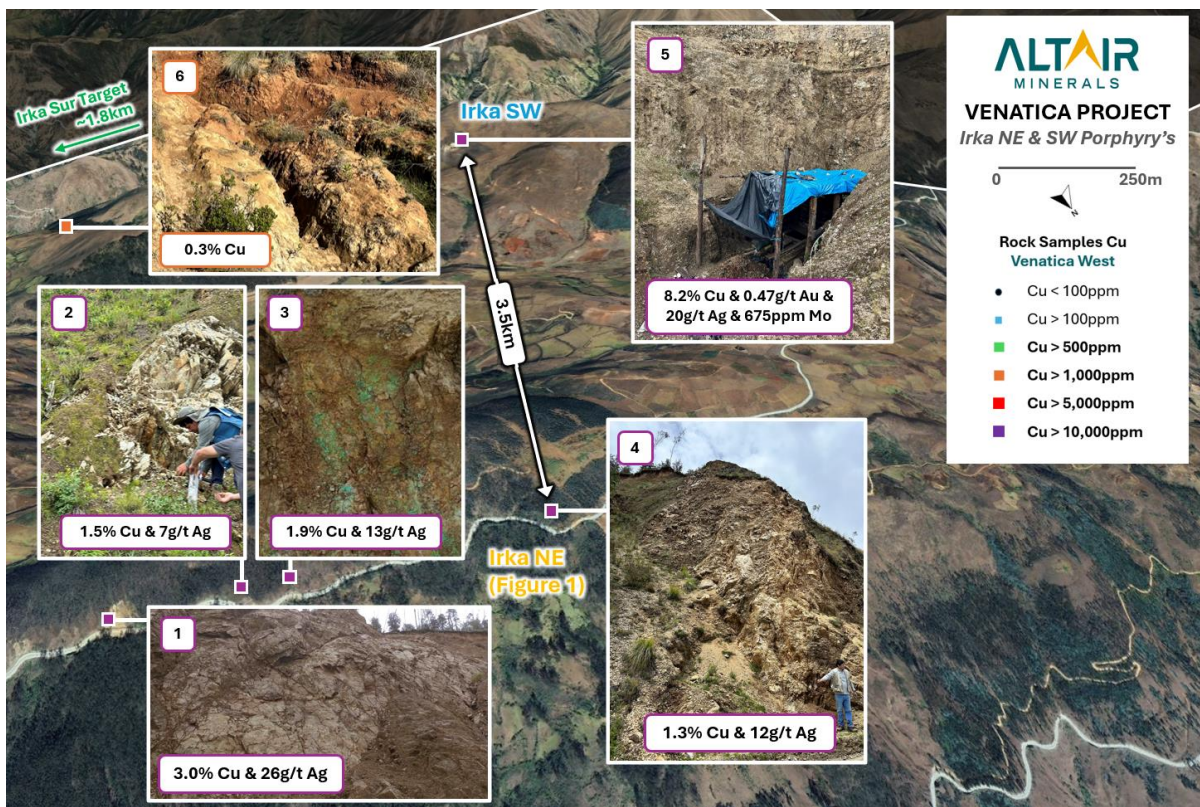 ALTAIR
MINERALS
VENATICA PROJECT
Irka NE & SW Porphyry's
0 250m
N
Rock Samples Cu
Venatica West
Cu < 100ppm
Cu > 100ppm
Cu > 500ppm
Cu > 1,000ppm
Cu > 5,000ppm
Cu > 10,000ppm
Irka Sur Target
~1.8km
6
0.3% Cu
Irka SW
5
8.2% Cu & 0.47g/t Au &
20g/t Ag & 675ppm Mo
3.5km
2
1.5% Cu & 7g/t Ag
3
1.9% Cu & 13g/t Ag
Irka NE
(Figure 1)
4
1.3% Cu & 12g/t Ag
1
3.0% Cu & 26g/t Ag